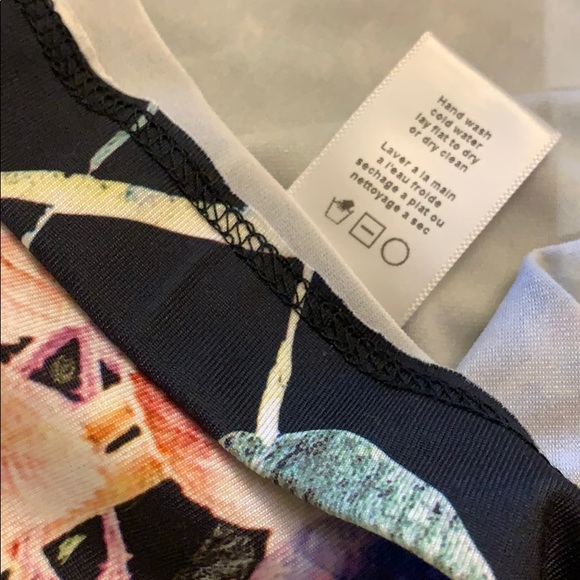 Hand wash
cold water
lay flat to dry
or dry clean
Laver a la main
a l'eau froide
sechage a plat ou
nettoyage a sec